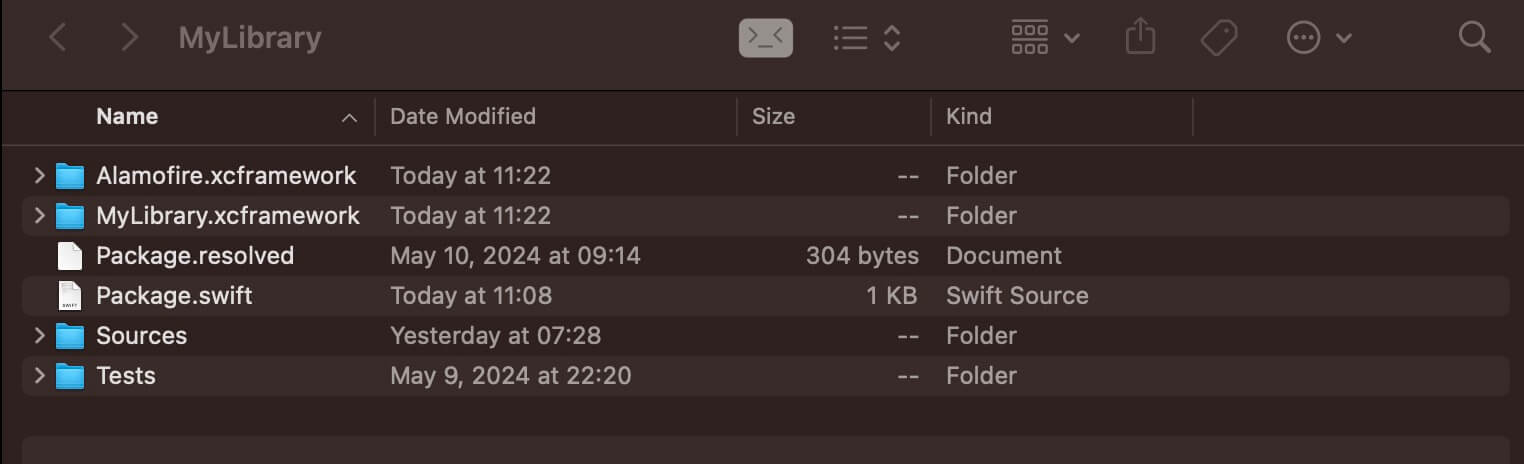 MyLibrary
Name Date Modified Size Kind
Alamofire.xcframework Today at 11:22 -- Folder
MyLibrary.xcframework Today at 11:22 -- Folder
Package.resolved May 10, 2024 at 09:14 304 bytes Document
Package.swift Today at 11:08 1 KB Swift Source
Sources Yesterday at 07:28 -- Folder
Tests May 9, 2024 at 22:20 -- Folder